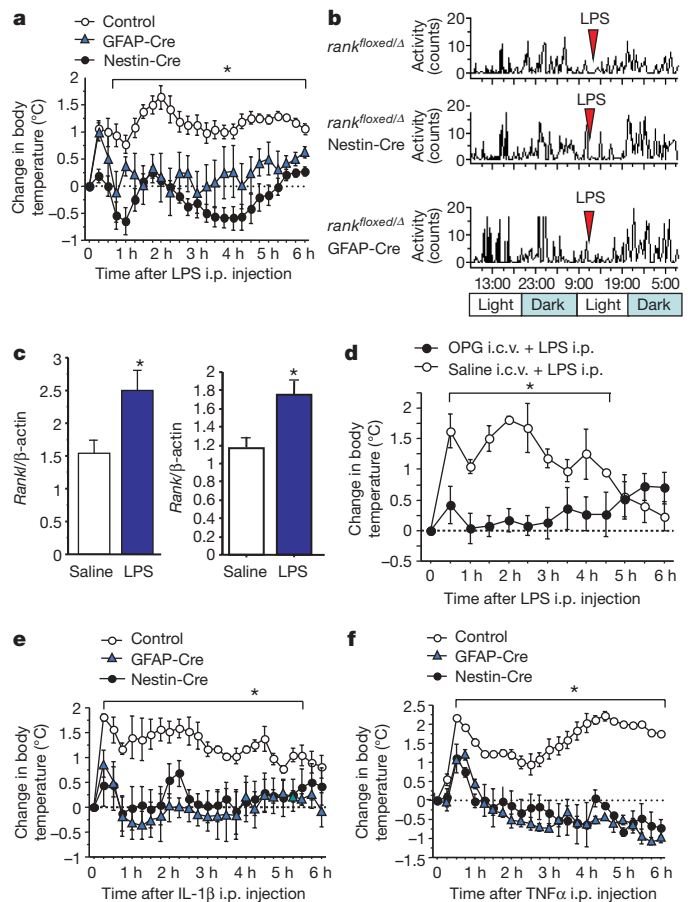 a
Control
GFAP-Cre
Nestin-Cre
*
Change in body
temperature (°C)
2
1.5
1
0.5
0
−0.5
−1
0 1 h 2 h 3 h 4 h 5 h 6 h
Time after LPS i.p. injection
b
LPS
rank^floxed/Δ
Activity
(counts)
20
10
0
LPS
rank^floxed/Δ
Nestin-Cre
Activity
(counts)
20
10
0
LPS
rank^floxed/Δ
GFAP-Cre
Activity
(counts)
20
10
0
13:00 23:00 9:00 19:00 5:00
Light Dark Light Dark
c
*
Rankl/β-actin
3
2.5
2
1.5
1
0.5
0
Saline LPS
*
Rank/β-actin
2
1.8
1.6
1.4
1.2
1
0.8
0.6
0.4
0.2
0
Saline LPS
d
OPG i.c.v. + LPS i.p.
Saline i.c.v. + LPS i.p.
*
Change in body
temperature (°C)
2
1.5
1
0.5
0
−0.5
0 1 h 2 h 3 h 4 h 5 h 6 h
Time after LPS i.p. injection
e
Control
GFAP-Cre
Nestin-Cre
*
Change in body
temperature (°C)
2
1.5
1
0.5
0
−0.5
−1
0 1 h 2 h 3 h 4 h 5 h 6 h
Time after IL-1β i.p. injection
f
Control
GFAP-Cre
Nestin-Cre
*
Change in body
temperature (°C)
2.5
2
1.5
1
0.5
0
−0.5
−1
−1.5
0 1 h 2 h 3 h 4 h 5 h 6 h
Time after TNFα i.p. injection